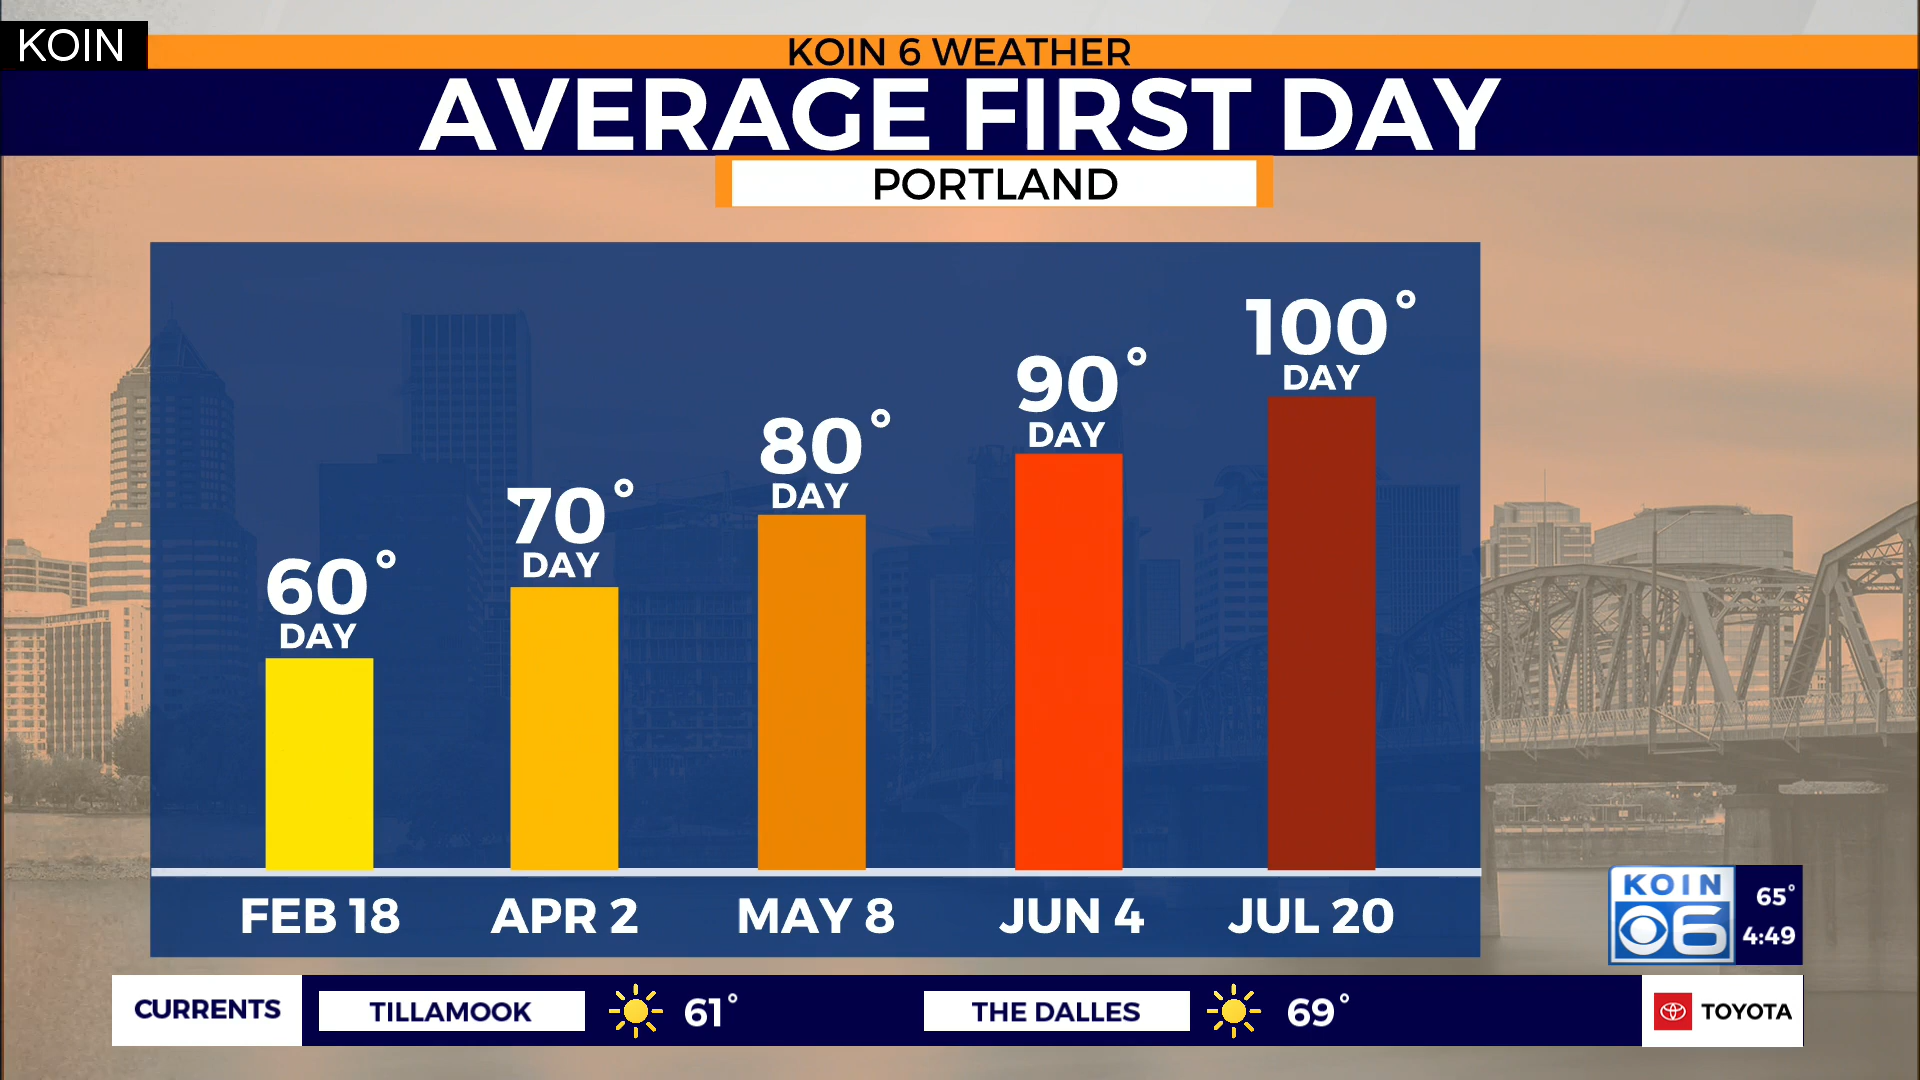 KOIN
KOIN 6 WEATHER
AVERAGE FIRST DAY
PORTLAND
60°
DAY
70°
DAY
80°
DAY
90°
DAY
100°
DAY
FEB 18
APR 2
MAY 8
JUN 4
JUL 20
KOIN
6
65°
4:49
CURRENTS
TILLAMOOK
61°
THE DALLES
69°
TOYOTA